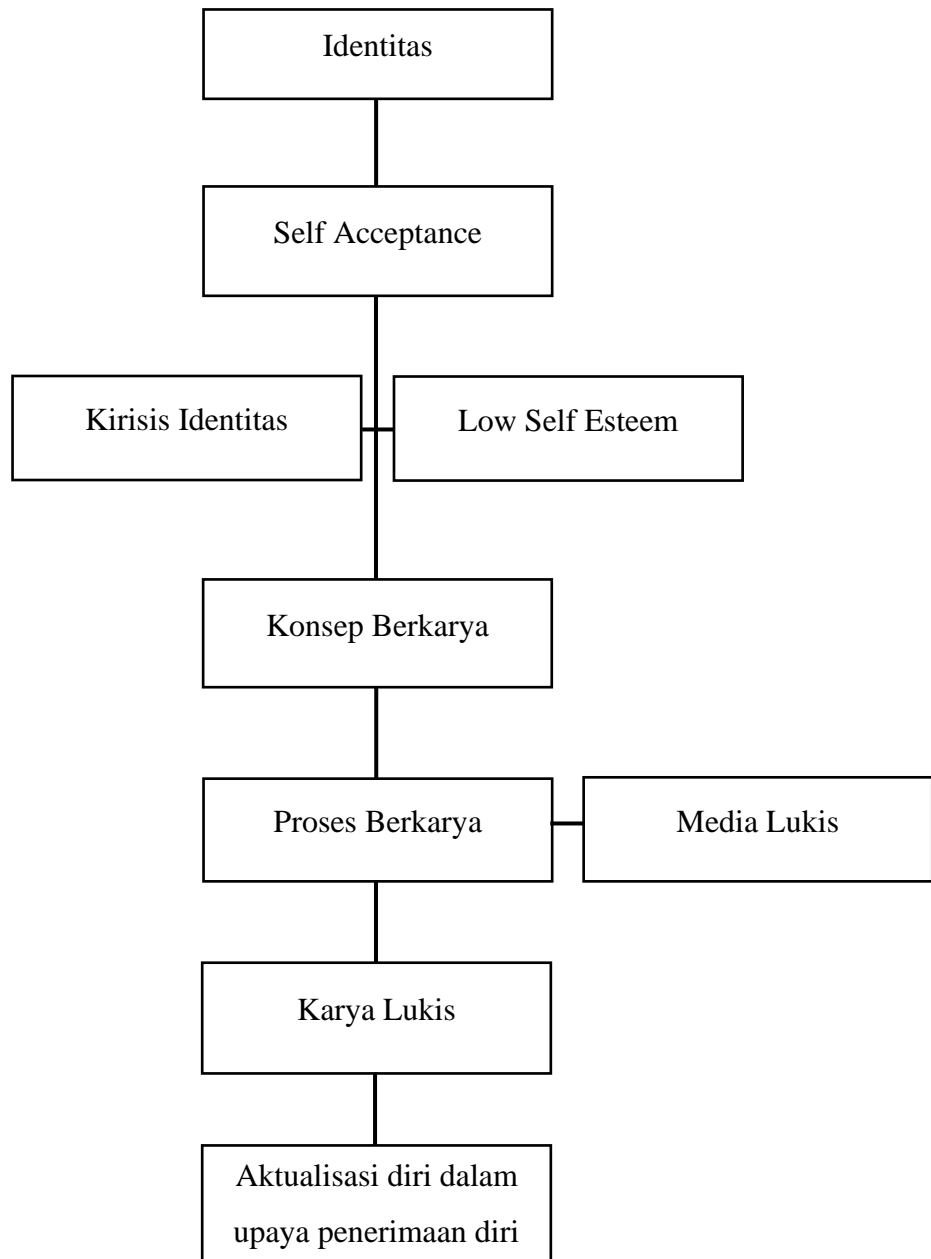 Identitas
Self Acceptance
Kirisis Identitas
Low Self Esteem
Konsep Berkarya
Proses Berkarya
Media Lukis
Karya Lukis
Aktualisasi diri dalam
upaya penerimaan diri